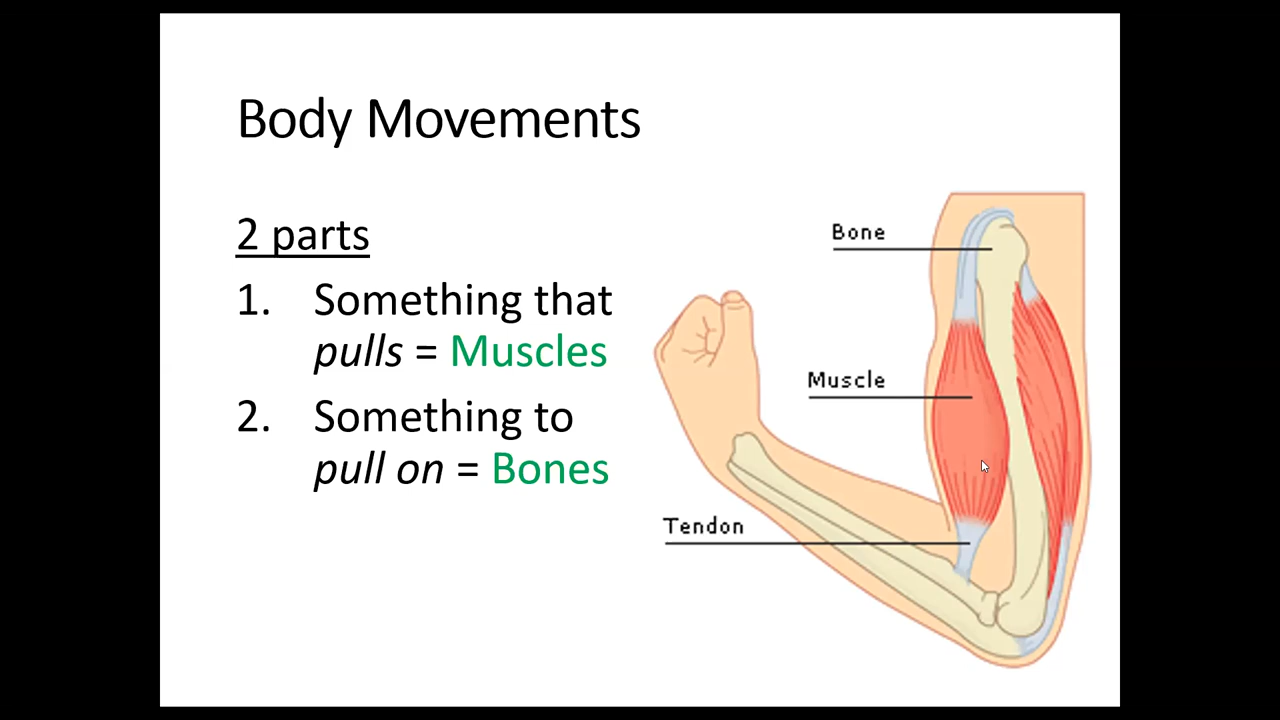 Body Movements
2 parts
1. Something that
pulls = Muscles
2. Something to
pull on = Bones
Bone
Muscle
Tendon